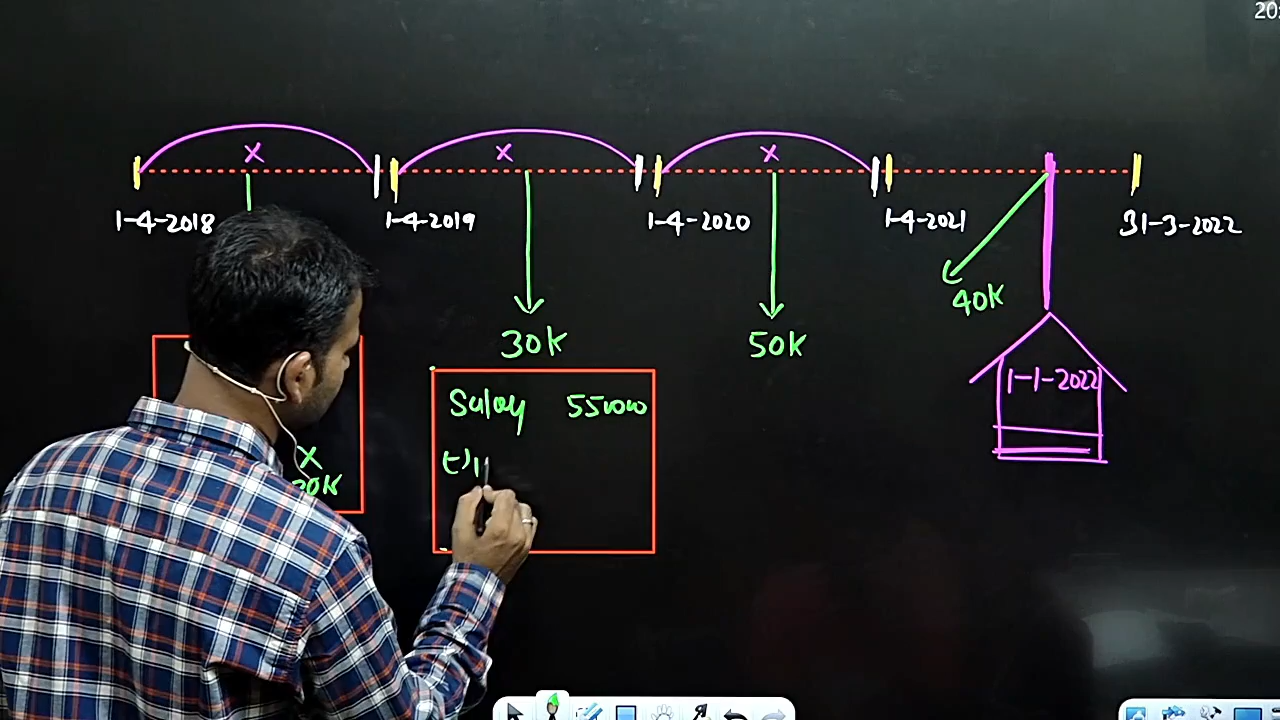 20:
x x x
1-4-2018 1-4-2019 1-4-2020 1-4-2021 31-3-2022
40K
30K 50K
1-1-2022
Salary
x
(-)